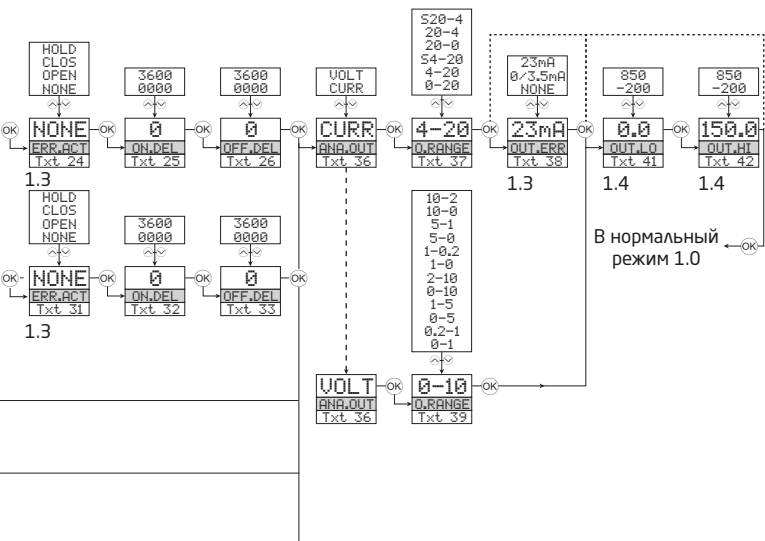 HOLD
CLOS
OPEN
NONE
OK
NONE
ERR.ACT
Txt 24
1.3
3600
0000
OK
0
ON.DEL
Txt 25
3600
0000
OK
0
OFF.DEL
Txt 26
OK
VOLT
CURR
CURR
ANA.OUT
Txt 36
OK
S20-4
20-4
20-0
S4-20
4-20
0-20
4-20
O.RANGE
Txt 37
OK
23mA
0/3.5mA
NONE
23mA
OUT.ERR
Txt 38
1.3
OK
850
-200
0.0
OUT.LO
Txt 41
1.4
OK
850
-200
150.0
OUT.HI
Txt 42
1.4
OK
В нормальный
режим 1.0
HOLD
CLOS
OPEN
NONE
OK
NONE
ERR.ACT
Txt 31
1.3
OK
3600
0000
0
ON.DEL
Txt 32
OK
3600
0000
0
OFF.DEL
Txt 33
OK
VOLT
ANA.OUT
Txt 36
OK
10-2
10-0
5-1
5-0
1-0.2
1-0
2-10
0-10
1-5
0-5
0.2-1
0-1
0-10
O.RANGE
Txt 39
OK